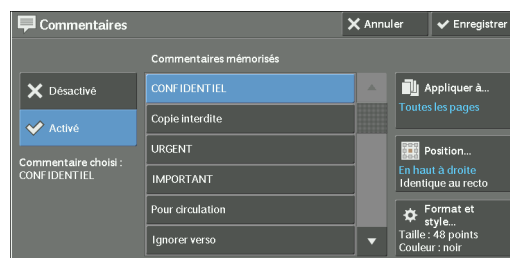 Commentaires
Annuler
Enregistrer
Commentaires mémorisés
Désactivé
Activé
Commentaire choisi :
CONFIDENTIEL
CONFIDENTIEL
Copie interdite
URGENT
IMPORTANT
Pour circulation
Ignorer verso
Appliquer à...
Toutes les pages
Position...
En haut à droite
Identique au recto
Format et
style...
Taille : 48 points
Couleur : noir